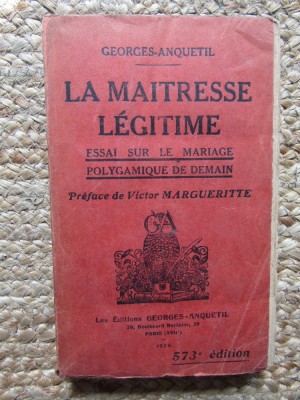 GEORGES-ANQUETIL
LA MAITRESSE
LÉGITIME
ESSAI SUR LE MARIAGE
POLYGAMIQUE DE DEMAIN
Préface de Victor MARGUERITTE
GA
Les Éditions GEORGES-ANQUETIL
Boulevard
PARIS
573e édition